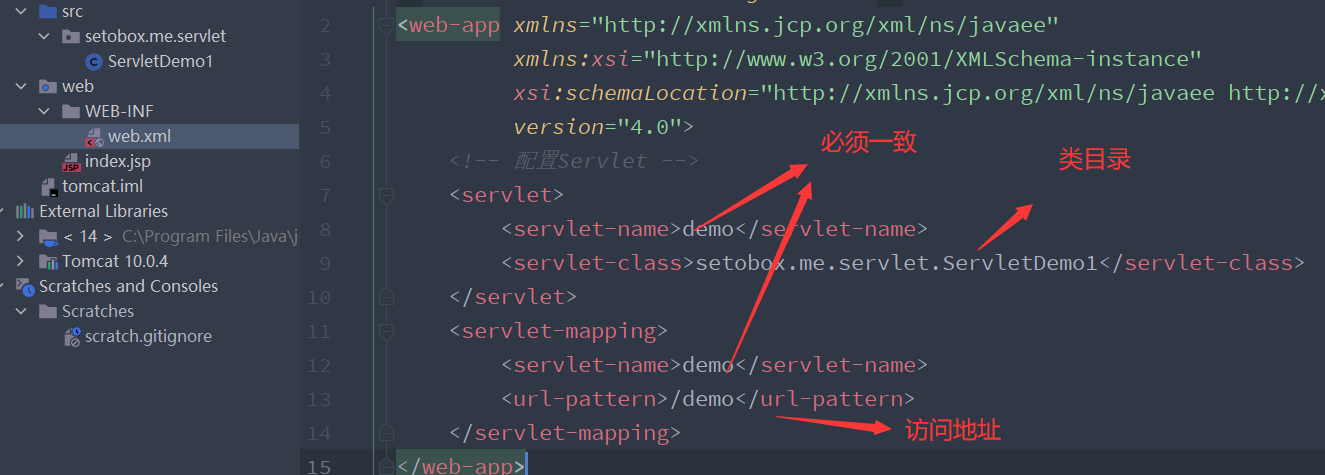 src
setobox.me.servlet
ServletDemo1
web
WEB-INF
web.xml
index.jsp
tomcat.iml
External Libraries
< 14 > C:\Program Files\Java\j
Tomcat 10.0.4
Scratches and Consoles
Scratches
scratch.gitignore
2 <web-app xmlns="http://xmlns.jcp.org/xml/ns/javaee"
3 xmlns:xsi="http://www.w3.org/2001/XMLSchema-instance"
4 xsi:schemaLocation="http://xmlns.jcp.org/xml/ns/javaee http://x
5 version="4.0">
必须一致
类目录
6 <!-- 配置Servlet -->
7 <servlet>
8 <servlet-name>demo</servlet-name>
9 <servlet-class>setobox.me.servlet.ServletDemo1</servlet-class>
10 </servlet>
11 <servlet-mapping>
12 <servlet-name>demo</servlet-name>
13 <url-pattern>/demo</url-pattern>
14 </servlet-mapping>
访问地址
15 </web-app>